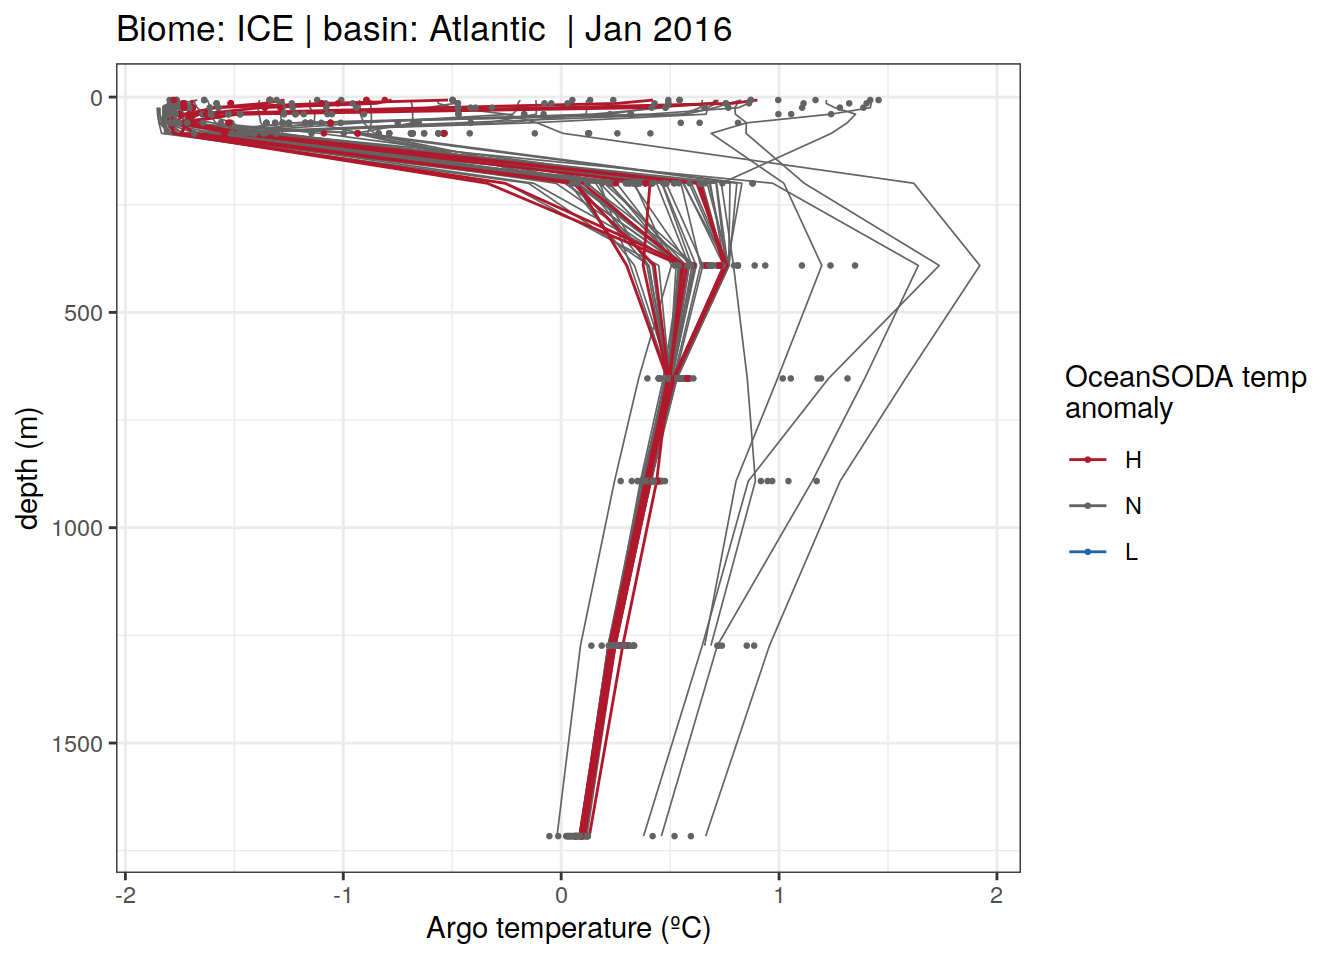 Biome: ICE | basin: Atlantic  | Jan 2016
0
500
1000
1500
depth (m)
-2
-1
0
1
2
Argo temperature (ºC)
OceanSODA temp
anomaly
H
N
L